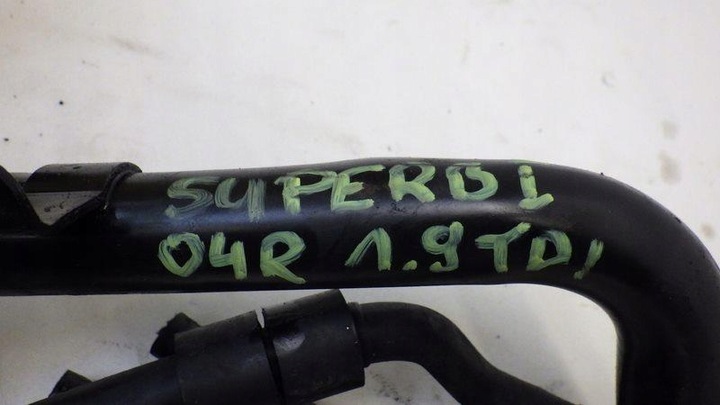 SUPERB I
04R 1.9 TDI